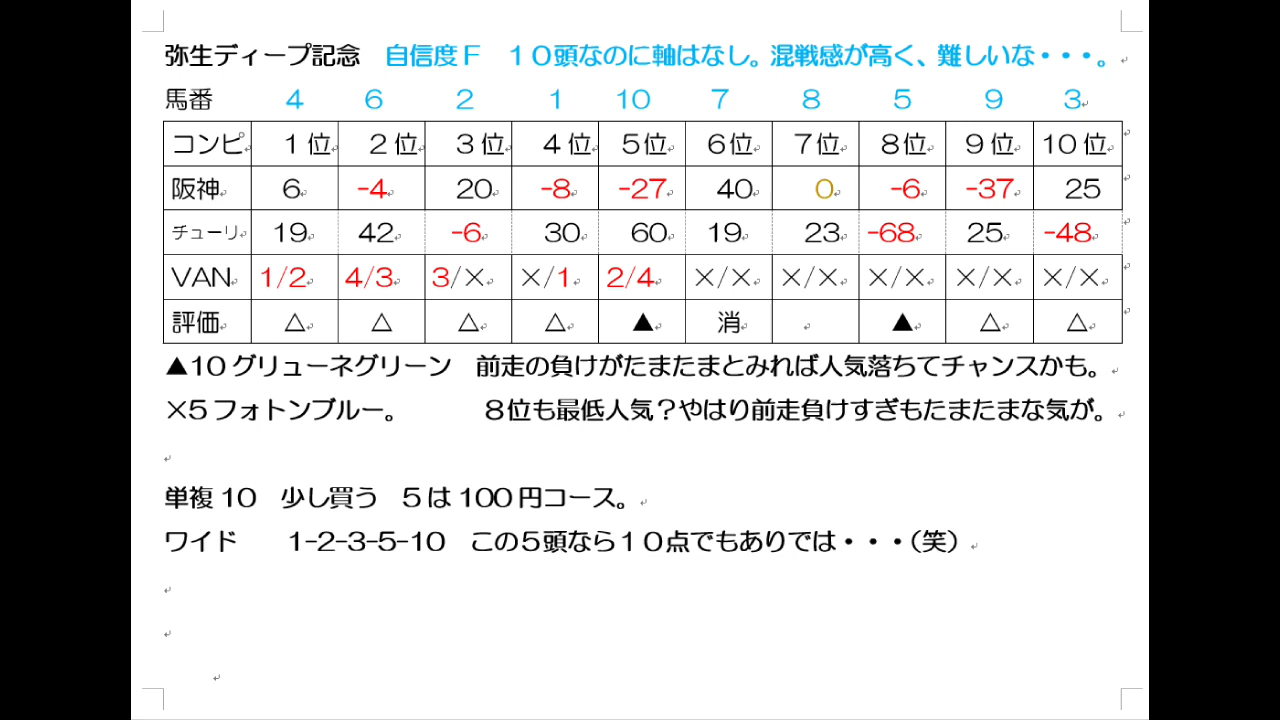 弥生ディープ記念　自信度F　１０頭なのに軸はなし。混戦感が高く、難しいな・・・。
馬番 4 6 2 1 10 7 8 5 9 3
コンピ 1位 2位 3位 4位 5位 6位 7位 8位 9位 10位
阪神 6 -4 20 -8 -27 40 0 -6 -37 25
チューリ 19 42 -6 30 60 19 23 -68 25 -48
VAN 1/2 4/3 3/× ×/1 2/4 ×/× ×/× ×/× ×/× ×/×
評価 △ △ △ △ ▲ 消 ▲ △ △
▲10グリューネグリーン　前走の負けがたまたまとみれば人気落ちてチャンスかも。
×5フォトンブルー。　８位も最低人気？やはり前走負けすぎもたまたまな気が。
単複10　少し買う　5は100円コース。
ワイド　1-2-3-5-10　この５頭なら１０点でもありでは・・・（笑）